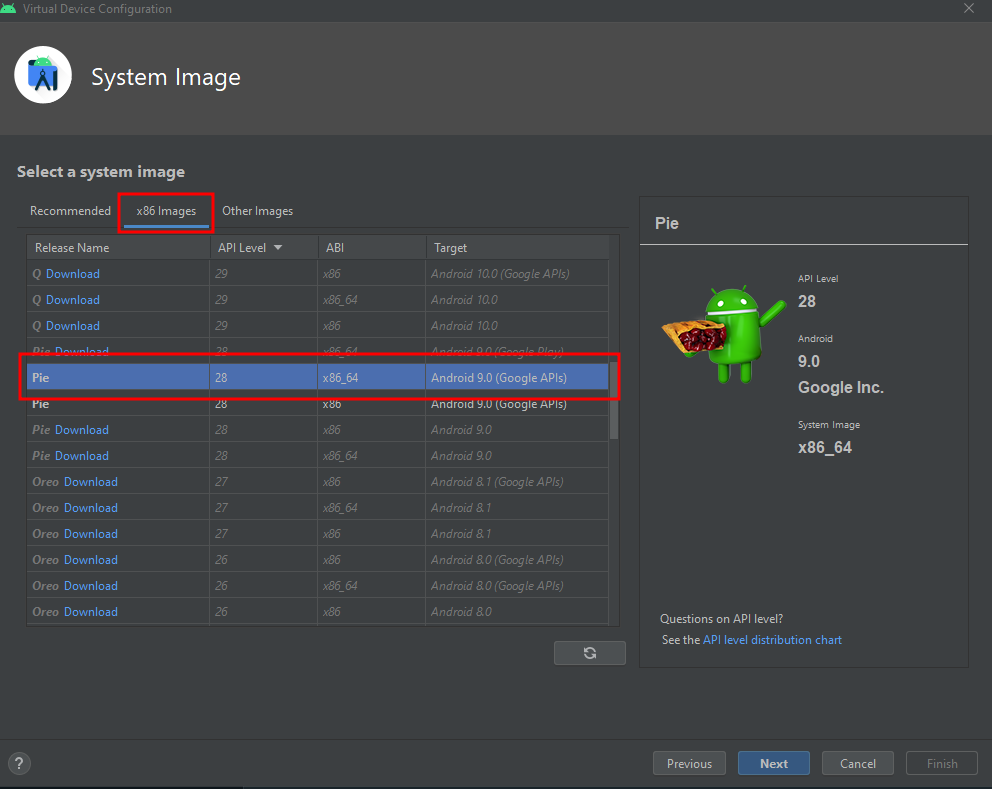 Virtual Device Configuration
System Image
Select a system image
Recommended x86 Images Other Images
Release Name API Level ABI Target
Q Download 29 x86 Android 10.0 (Google APIs)
Q Download 29 x86_64 Android 10.0
Q Download 29 x86 Android 10.0
Pie Download 28 x86_64 Android 9.0 (Google Play)
Pie 28 x86_64 Android 9.0 (Google APIs)
Pie 28 x86 Android 9.0 (Google APIs)
Pie Download 28 x86 Android 9.0
Pie Download 28 x86_64 Android 9.0
Oreo Download 27 x86 Android 8.1 (Google APIs)
Oreo Download 27 x86_64 Android 8.1
Oreo Download 27 x86 Android 8.1
Oreo Download 26 x86 Android 8.0 (Google APIs)
Oreo Download 26 x86_64 Android 8.0 (Google APIs)
Oreo Download 26 x86 Android 8.0
Pie
API Level
28
Android
9.0
Google Inc.
System Image
x86_64
Questions on API level?
See the API level distribution chart
? Previous Next Cancel Finish